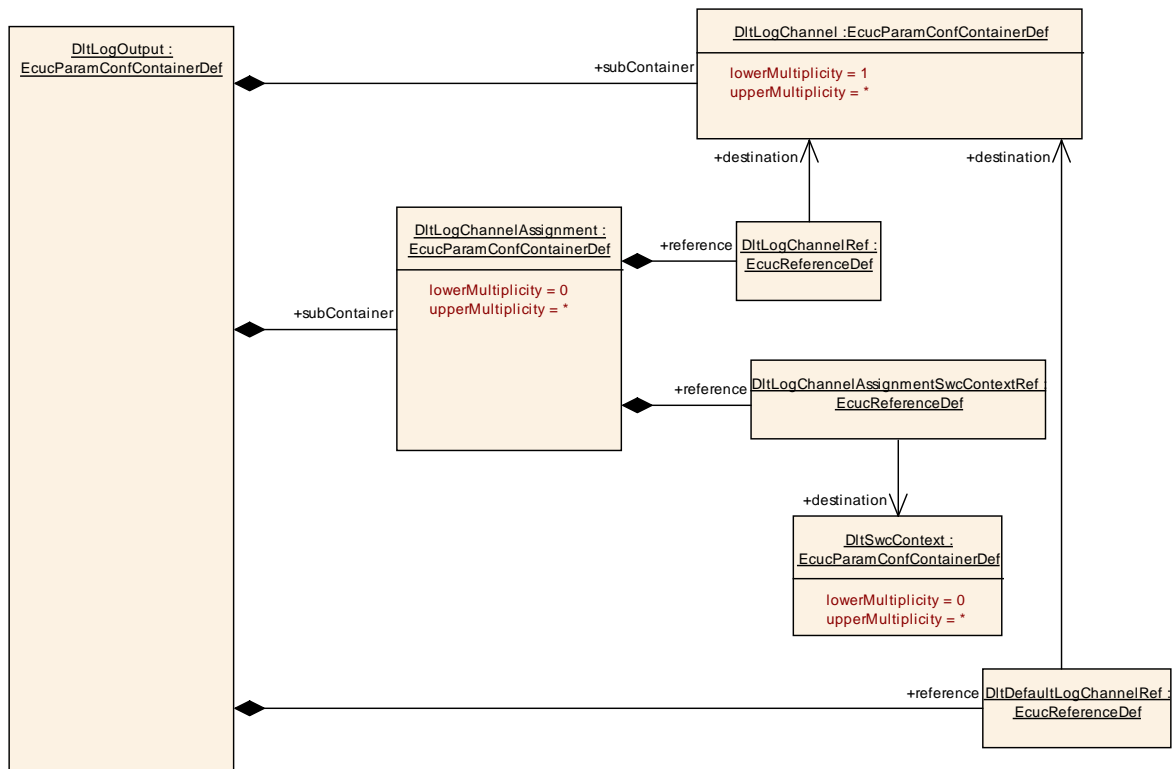 DltLogOutput :
EcucParamConfContainerDef
DltLogChannel :EcucParamConfContainerDef
lowerMultiplicity = 1
upperMultiplicity = *
+subContainer
+destination
+destination
DltLogChannelAssignment :
EcucParamConfContainerDef
lowerMultiplicity = 0
upperMultiplicity = *
+reference
DltLogChannelRef :
EcucReferenceDef
+subContainer
+reference
DltLogChannelAssignmentSwcContextRef :
EcucReferenceDef
+destination
DltSwcContext :
EcucParamConfContainerDef
lowerMultiplicity = 0
upperMultiplicity = *
+reference
DltDefaultLogChannelRef :
EcucReferenceDef